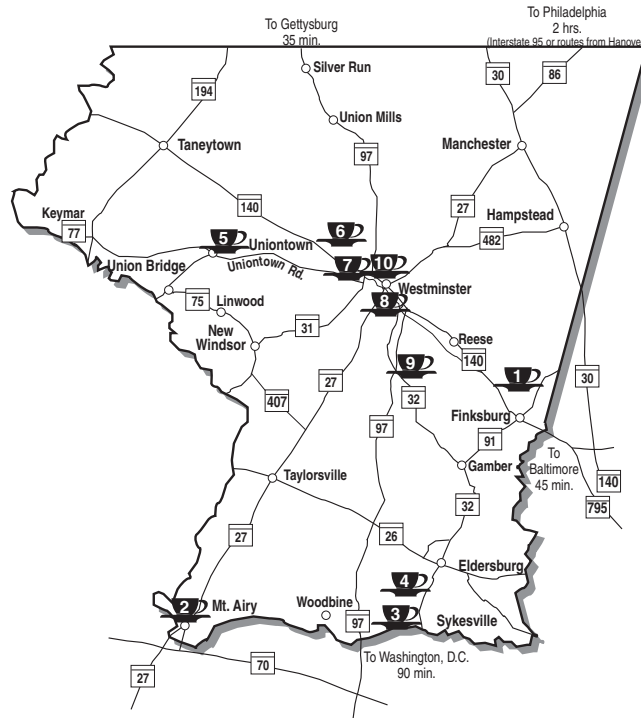 To Philadelphia
2 hrs.
(Interstate 95 or routes from Hanove
To Gettysburg
35 min.
Silver Run
30
86
194
Union Mills
Manchester
Taneytown
97
Keymar
140
27
Hampstead
77
5
6
482
Uniontown
Uniontown Rd.
7
10
Union Bridge
Westminster
75
Linwood
8
New
Windsor
31
Reese
9
140
1
27
30
32
407
97
Finksburg
91
To
Baltimore
45 min.
Gamber
Taylorsville
140
32
795
27
26
Eldersburg
4
2
Mt. Airy
Woodbine
3
Sykesville
97
To Washington, D.C.
90 min.
70
27